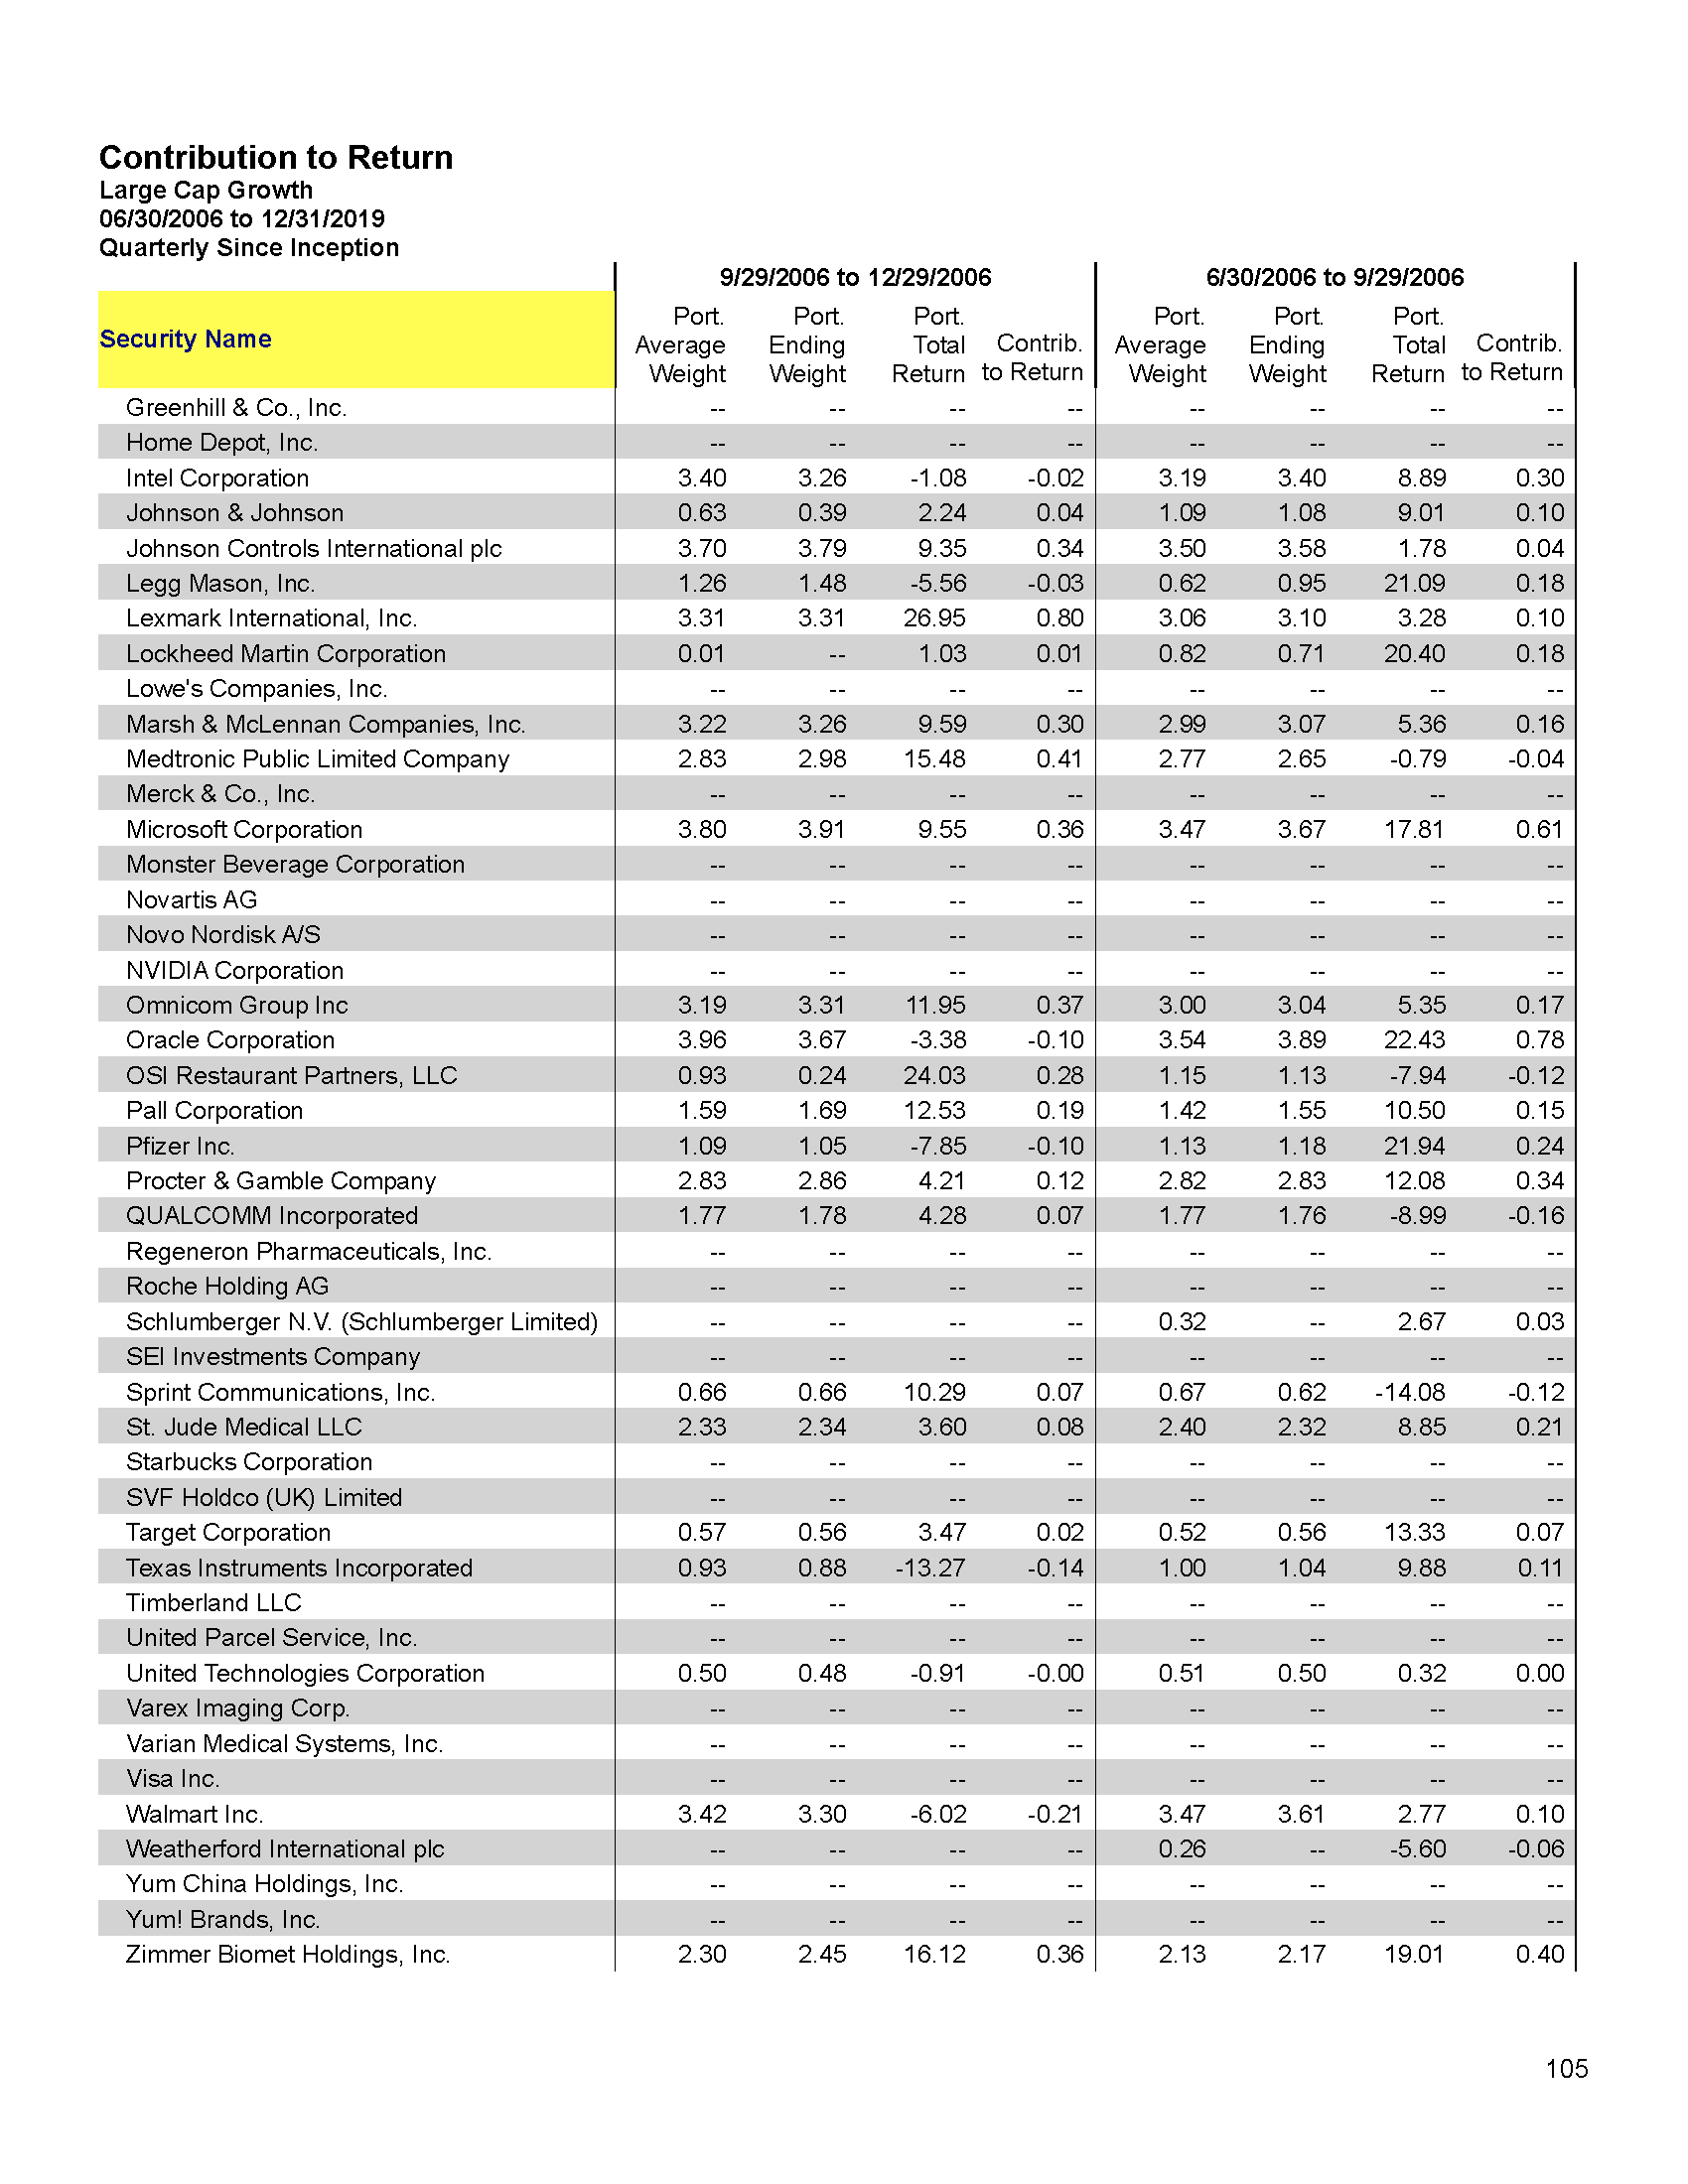 Contribution to Return
Large Cap Growth
06/30/2006 to 12/31/2019
Quarterly Since Inception
9/29/2006 to 12/29/2006 6/30/2006 to 9/29/2006
Security Name Port. Average Weight Port. Ending Weight Port. Total Return Contrib. to Return Port. Average Weight Port. Ending Weight Port. Total Return Contrib. to Return
Greenhill & Co., Inc. -- -- -- -- -- -- -- --
Home Depot, Inc. -- -- -- -- -- -- -- --
Intel Corporation 3.40 3.26 -1.08 -0.02 3.19 3.40 8.89 0.30
Johnson & Johnson 0.63 0.39 2.24 0.04 1.09 1.08 9.01 0.10
Johnson Controls International plc 3.70 3.79 9.35 0.34 3.50 3.58 1.78 0.04
Legg Mason, Inc. 1.26 1.48 -5.56 -0.03 0.62 0.95 21.09 0.18
Lexmark International, Inc. 3.31 3.31 26.95 0.80 3.06 3.10 3.28 0.10
Lockheed Martin Corporation 0.01 -- 1.03 0.01 0.82 0.71 20.40 0.18
Lowe's Companies, Inc. -- -- -- -- -- -- -- --
Marsh & McLennan Companies, Inc. 3.22 3.26 9.59 0.30 2.99 3.07 5.36 0.16
Medtronic Public Limited Company 2.83 2.98 15.48 0.41 2.77 2.65 -0.79 -0.04
Merck & Co., Inc. -- -- -- -- -- -- -- --
Microsoft Corporation 3.80 3.91 9.55 0.36 3.47 3.67 17.81 0.61
Monster Beverage Corporation -- -- -- -- -- -- -- --
Novartis AG -- -- -- -- -- -- -- --
Novo Nordisk A/S -- -- -- -- -- -- -- --
NVIDIA Corporation -- -- -- -- -- -- -- --
Omnicom Group Inc 3.19 3.31 11.95 0.37 3.00 3.04 5.35 0.17
Oracle Corporation 3.96 3.67 -3.38 -0.10 3.54 3.89 22.43 0.78
OSI Restaurant Partners, LLC 0.93 0.24 24.03 0.28 1.15 1.13 -7.94 -0.12
Pall Corporation 1.59 1.69 12.53 0.19 1.42 1.55 10.50 0.15
Pfizer Inc. 1.09 1.05 -7.85 -0.10 1.13 1.18 21.94 0.24
Procter & Gamble Company 2.83 2.86 4.21 0.12 2.82 2.83 12.08 0.34
QUALCOMM Incorporated 1.77 1.78 4.28 0.07 1.77 1.76 -8.99 -0.16
Regeneron Pharmaceuticals, Inc. -- -- -- -- -- -- -- --
Roche Holding AG -- -- -- -- -- -- -- --
Schlumberger N.V. (Schlumberger Limited) -- -- -- -- 0.32 -- 2.67 0.03
SEI Investments Company -- -- -- -- -- -- -- --
Sprint Communications, Inc. 0.66 0.66 10.29 0.07 0.67 0.62 -14.08 -0.12
St. Jude Medical LLC 2.33 2.34 3.60 0.08 2.40 2.32 8.85 0.21
Starbucks Corporation -- -- -- -- -- -- -- --
SVF Holdco (UK) Limited -- -- -- -- -- -- -- --
Target Corporation 0.57 0.56 3.47 0.02 0.52 0.56 13.33 0.07
Texas Instruments Incorporated 0.93 0.88 -13.27 -0.14 1.00 1.04 9.88 0.11
Timberland LLC -- -- -- -- -- -- -- --
United Parcel Service, Inc. -- -- -- -- -- -- -- --
United Technologies Corporation 0.50 0.48 -0.91 -0.00 0.51 0.50 0.32 0.00
Varex Imaging Corp. -- -- -- -- -- -- -- --
Varian Medical Systems, Inc. -- -- -- -- -- -- -- --
Visa Inc. -- -- -- -- -- -- -- --
Walmart Inc. 3.42 3.30 -6.02 -0.21 3.47 3.61 2.77 0.10
Weatherford International plc -- -- -- -- 0.26 -- -5.60 -0.06
Yum China Holdings, Inc. -- -- -- -- -- -- -- --
Yum! Brands, Inc. -- -- -- -- -- -- -- --
Zimmer Biomet Holdings, Inc. 2.30 2.45 16.12 0.36 2.13 2.17 19.01 0.40
105